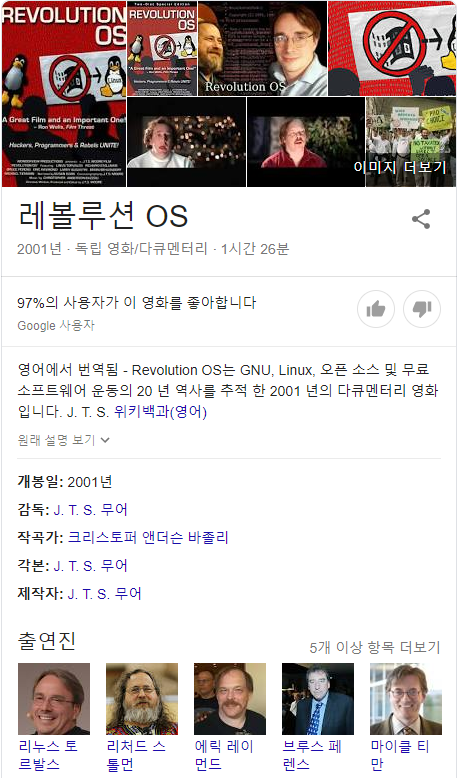 REVOLUTION
OS
"A Great Film and an Important One!"
- Ron Wells, Film Threat
Hackers, Programmers & Rebels UNITE!
REVOLUTION
OS
Revolution OS
이미지 더보기
레볼루션 OS
2001년 · 독립 영화/다큐멘터리 · 1시간 26분
97%의 사용자가 이 영화를 좋아합니다
Google 사용자
영어에서 번역됨 - Revolution OS는 GNU, Linux, 오픈 소스 및 무료
소프트웨어 운동의 20 년 역사를 추적 한 2001 년의 다큐멘터리 영화
입니다. J. T. S. 위키백과(영어)
원래 설명 보기
개봉일: 2001년
감독: J. T. S. 무어
작곡가: 크리스토퍼 앤더슨 바졸리
각본: J. T. S. 무어
제작자: J. T. S. 무어
출연진
5개 이상 항목 더보기
리누스 토
르발스
리처드 스
톨먼
에릭 레이
먼드
브루스 페
렌스
마이클 티
만